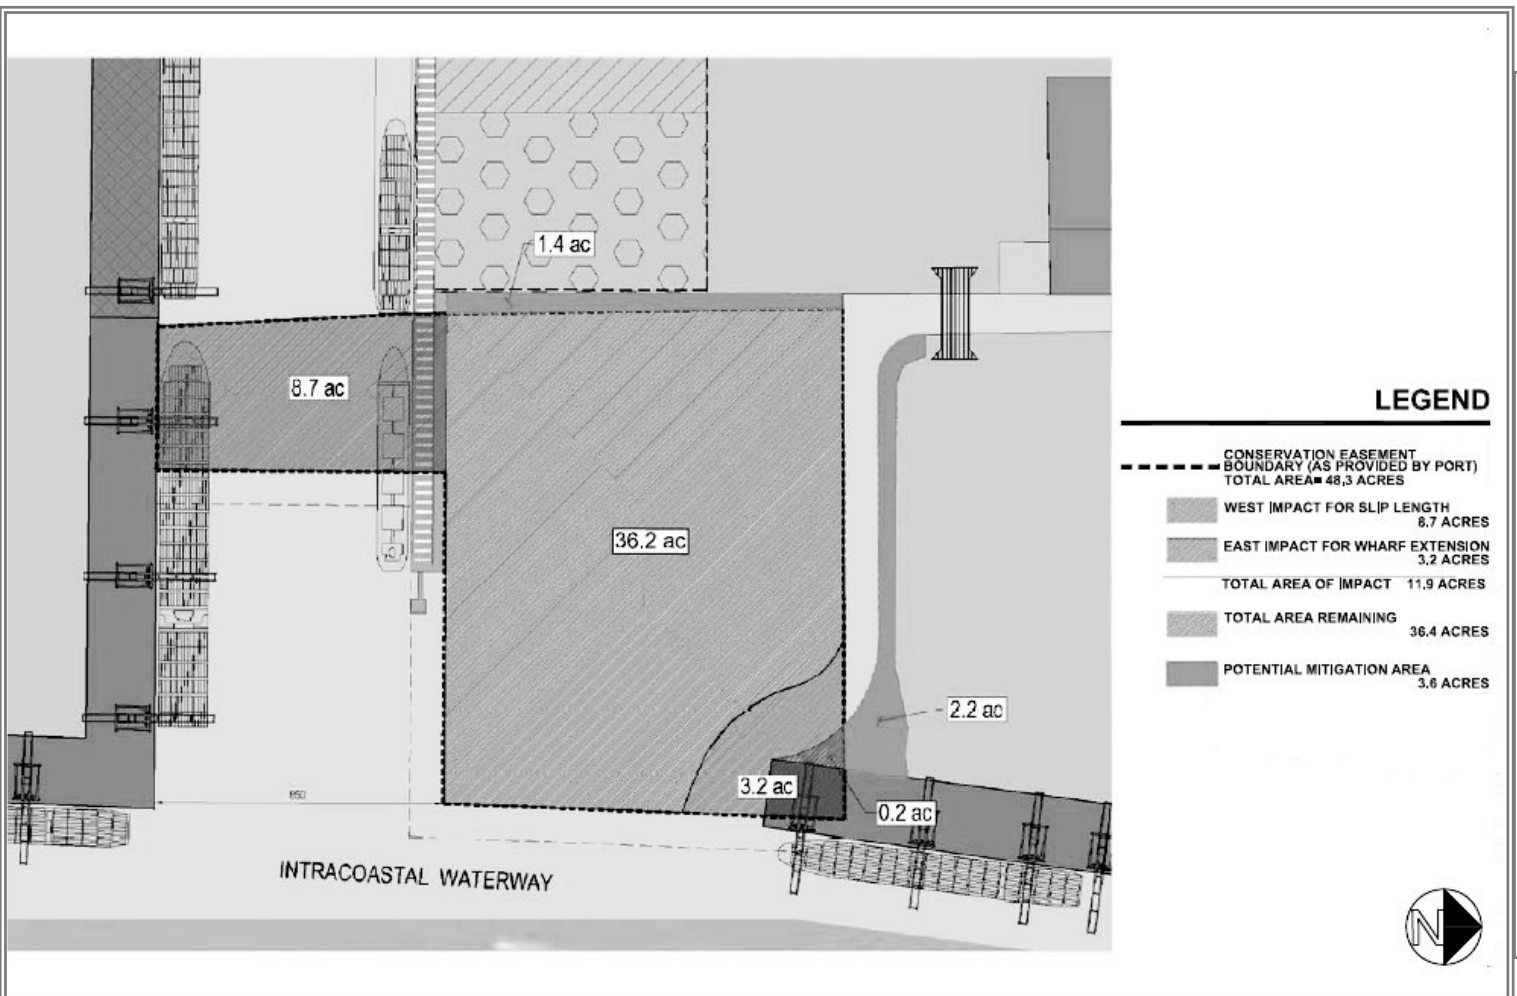 1.4 ac
8.7 ac
36.2 ac
2.2 ac
3.2 ac
0.2 ac
850
INTRACOASTAL WATERWAY
LEGEND
CONSERVATION EASEMENT
BOUNDARY (AS PROVIDED BY PORT)
TOTAL AREA= 48.3 ACRES
WEST IMPACT FOR SLIP LENGTH
8.7 ACRES
EAST IMPACT FOR WHARF EXTENSION
3.2 ACRES
TOTAL AREA OF IMPACT 11.9 ACRES
TOTAL AREA REMAINING
36.4 ACRES
POTENTIAL MITIGATION AREA
3.6 ACRES
N